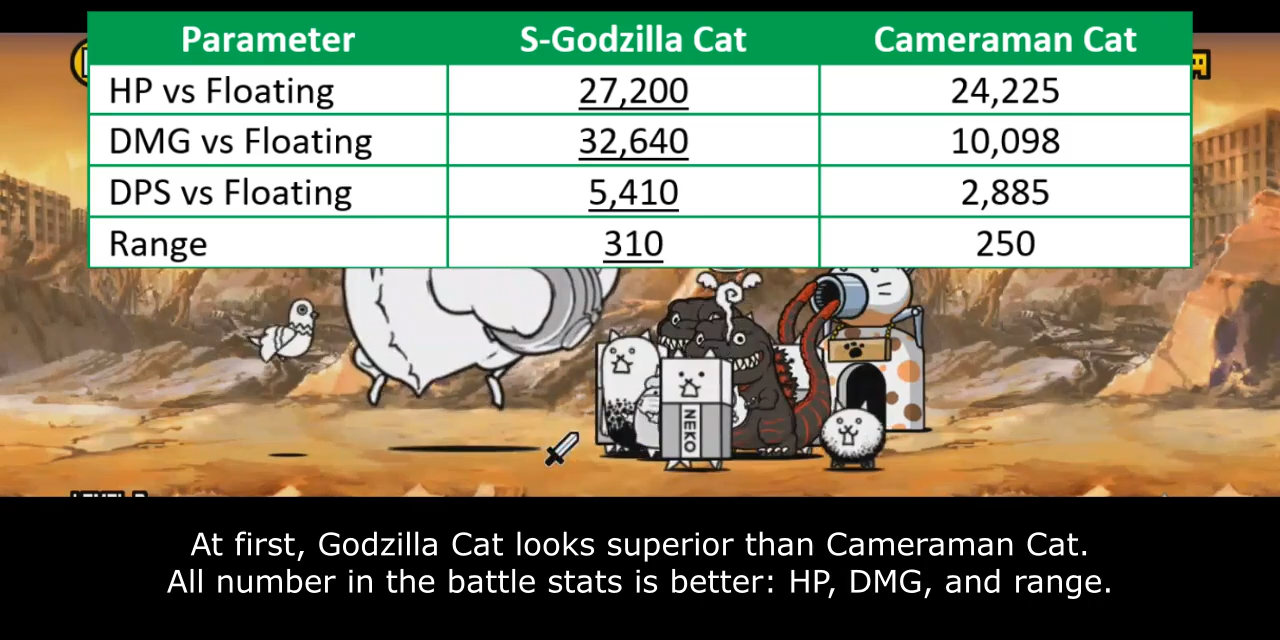 Parameter S-Godzilla Cat Cameraman Cat
HP vs Floating 27,200 24,225
DMG vs Floating 32,640 10,098
DPS vs Floating 5,410 2,885
Range 310 250
NEKO
At first, Godzilla Cat looks superior than Cameraman Cat.
All number in the battle stats is better: HP, DMG, and range.